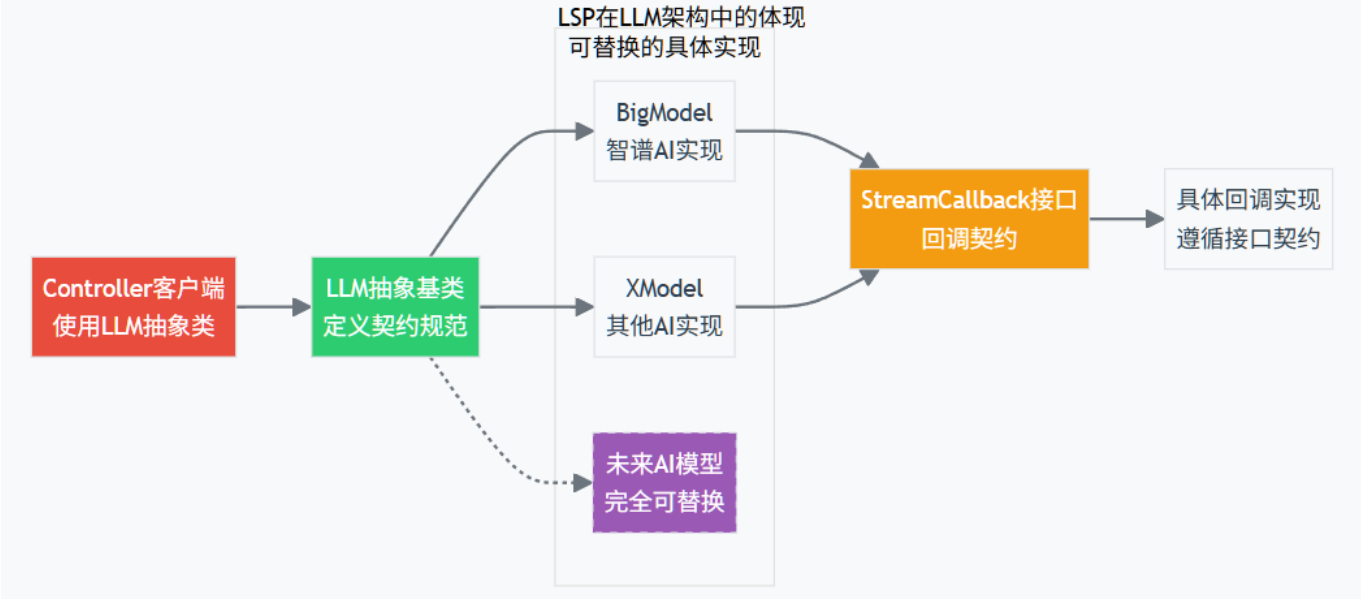 LSP在LLM架构中的体现
可替换的具体实现
Controller客户端
使用LLM抽象类
LLM抽象基类
定义契约规范
BigModel
智谱AI实现
XModel
其他AI实现
未来AI模型
完全可替换
StreamCallback接口
回调契约
具体回调实现
遵循接口契约